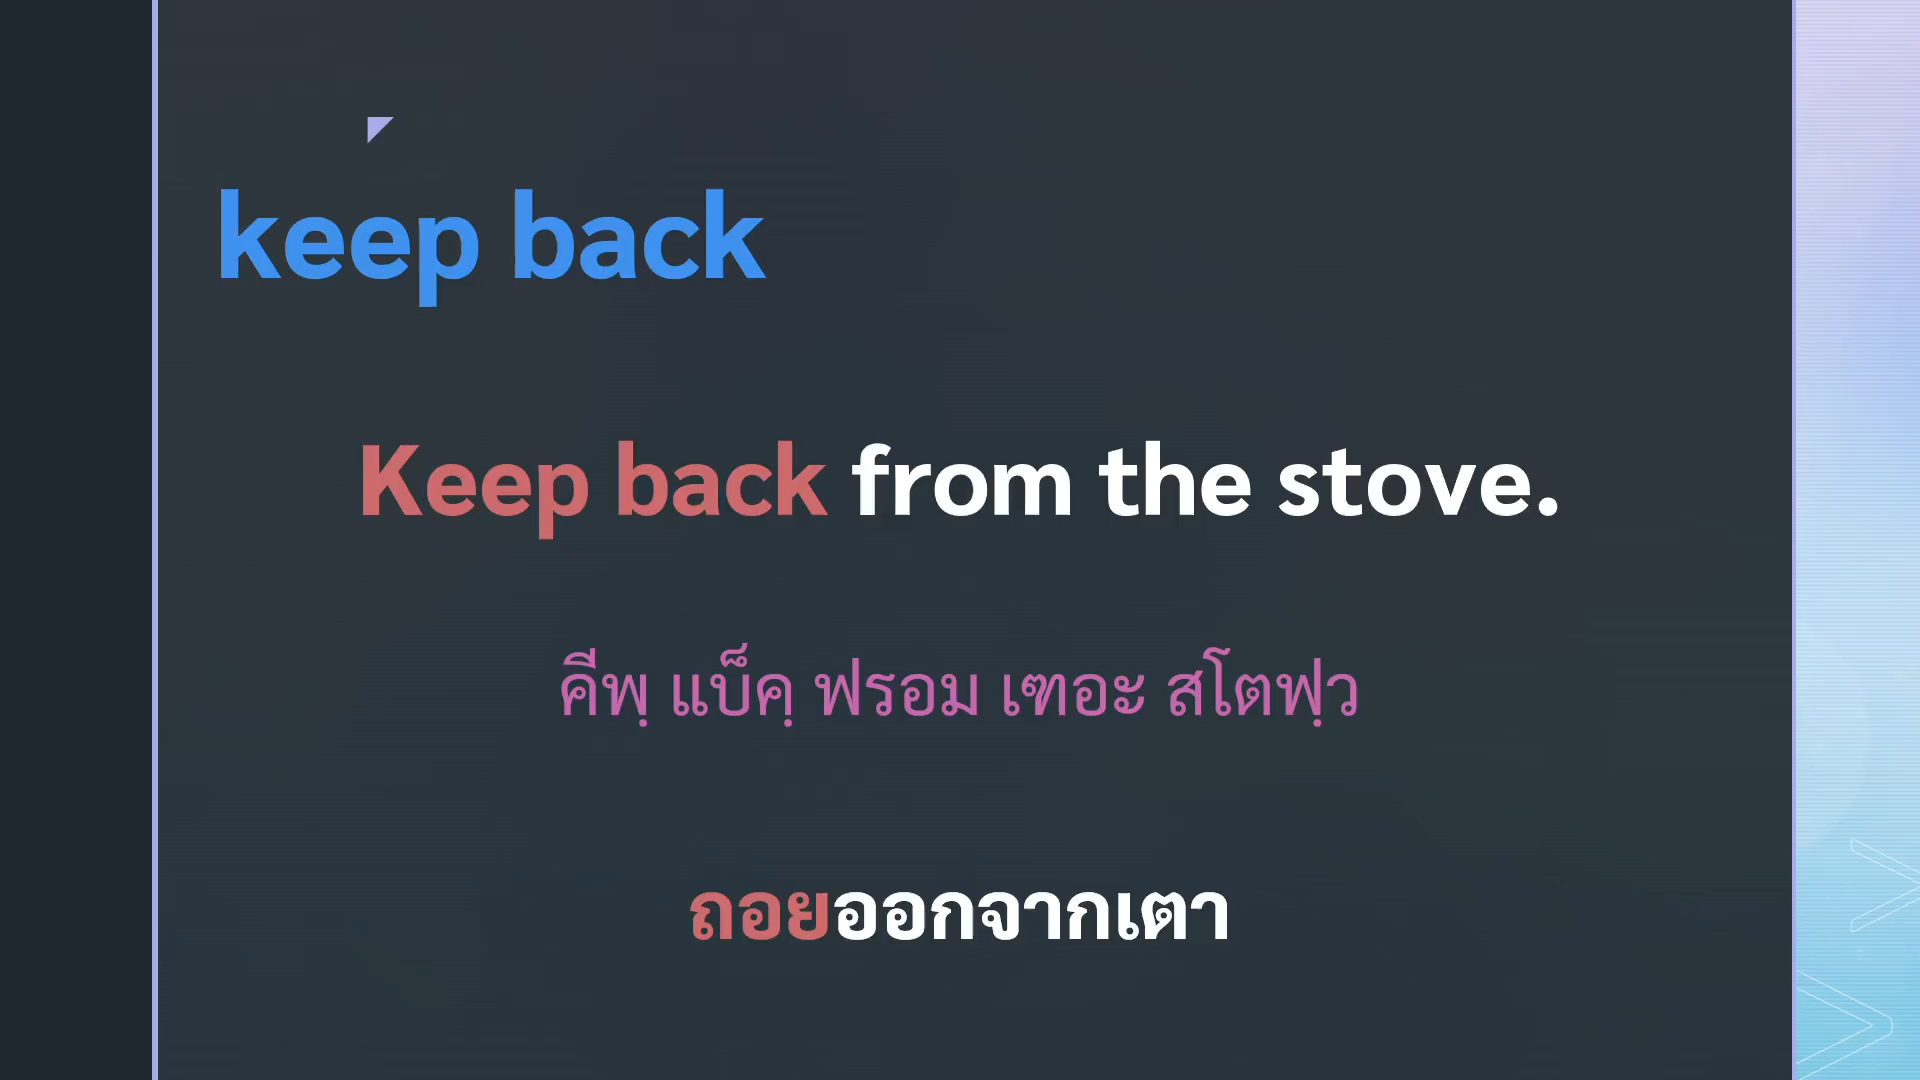 keep back
Keep back from the stove.
คีพฺ แบ็คฺ ฟรอม เฑอะ สโตฟฺว
ถอยออกจากเตา